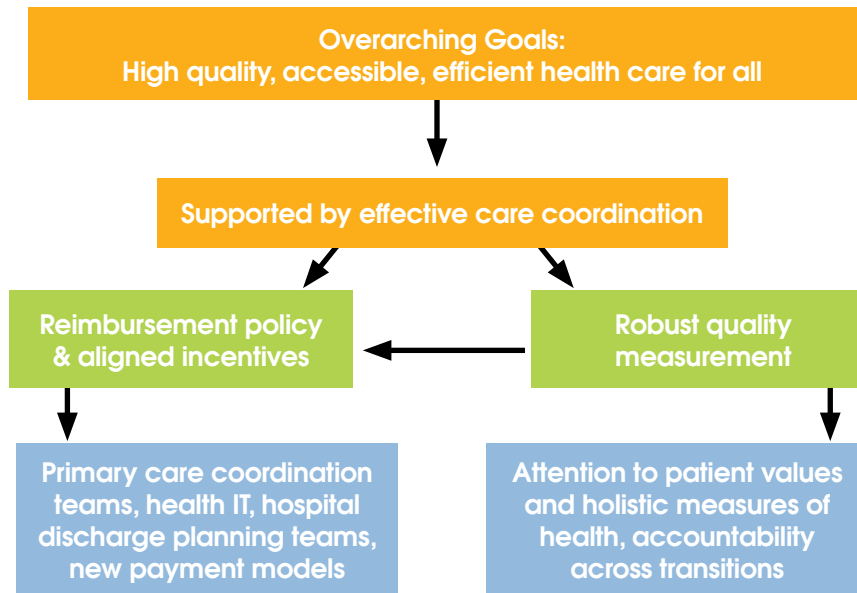 Overarching Goals:
High quality, accessible, efficient health care for all
Supported by effective care coordination
Reimbursement policy
& aligned incentives
Robust quality
measurement
Primary care coordination
teams, health IT, hospital
discharge planning teams,
new payment models
Attention to patient values
and holistic measures of
health, accountability
across transitions